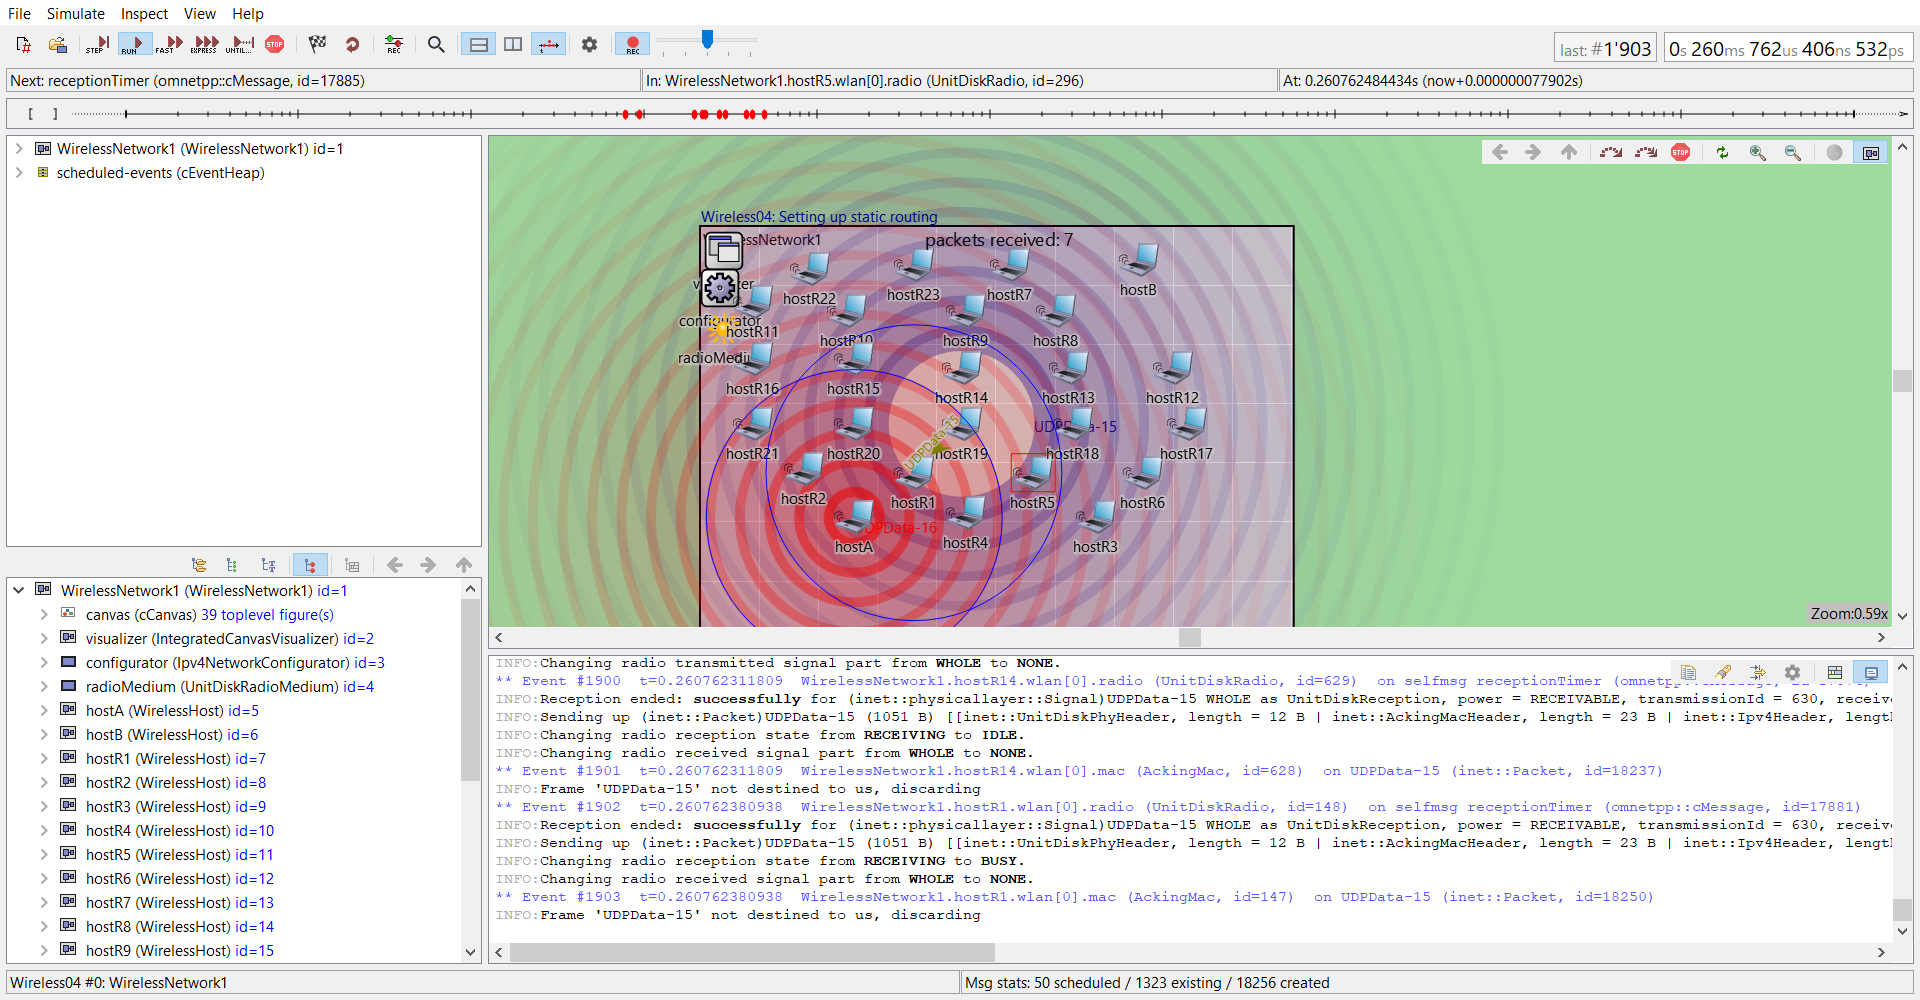 File Simulate Inspect View Help
STEP RUN FAST EXPRESS UNTIL... STOP REC REC
last: #1'903 0s 260ms 762us 406ns 532ps
Next: receptionTimer (omnetpp::cMessage, id=17885) In: WirelessNetwork1.hostR5.wlan[0].radio (UnitDiskRadio, id=296) At: 0.260762484434s (now+0.000000077902s)
[ ]
WirelessNetwork1 (WirelessNetwork1) id=1
scheduled-events (cEventHeap)
STOP
Wireless04: Setting up static routing
packets received: 7
hostR22
hostR23
hostR7
hostB
configurator
hostR11
hostR10
hostR9
hostR8
hostR16
hostR15
hostR14
hostR13
hostR12
UDPData-15
hostR21
hostR20
hostR19
hostR18
hostR17
hostR2
hostR1
hostR5
hostR6
hostA
hostR4
hostR3
Zoom:0.59x
WirelessNetwork1 (WirelessNetwork1) id=1
canvas (cCanvas) 39 toplevel figure(s)
visualizer (IntegratedCanvasVisualizer) id=2
configurator (Ipv4NetworkConfigurator) id=3
radioMedium (UnitDiskRadioMedium) id=4
hostA (WirelessHost) id=5
hostB (WirelessHost) id=6
hostR1 (WirelessHost) id=7
hostR2 (WirelessHost) id=8
hostR3 (WirelessHost) id=9
hostR4 (WirelessHost) id=10
hostR5 (WirelessHost) id=11
hostR6 (WirelessHost) id=12
hostR7 (WirelessHost) id=13
hostR8 (WirelessHost) id=14
hostR9 (WirelessHost) id=15
INFO:Changing radio transmitted signal part from WHOLE to NONE.
** Event #1900 t=0.260762311809 WirelessNetwork1.hostR14.wlan[0].radio (UnitDiskRadio, id=629) on selfmsg receptionTimer
INFO:Reception ended: successfully for (inet::physicallayer::Signal)UDPData-15 WHOLE as UnitDiskReception, power = RECEIVABLE, transmissionId = 630, receive
INFO:Sending up (inet::Packet)UDPData-15 (1051 B) [[inet::UnitDiskPhyHeader, length = 12 B | inet::AckingMacHeader, length = 23 B | inet::Ipv4Header, lengt
INFO:Changing radio reception state from RECEIVING to IDLE.
INFO:Changing radio received signal part from WHOLE to NONE.
** Event #1901 t=0.260762311809 WirelessNetwork1.hostR14.wlan[0].mac (AckingMac, id=628) on UDPData-15 (inet::Packet, id=18237)
INFO:Frame 'UDPData-15' not destined to us, discarding
** Event #1902 t=0.260762380938 WirelessNetwork1.hostR1.wlan[0].radio (UnitDiskRadio, id=148) on selfmsg receptionTimer (omnetpp::cMessage, id=17881)
INFO:Reception ended: successfully for (inet::physicallayer::Signal)UDPData-15 WHOLE as UnitDiskReception, power = RECEIVABLE, transmissionId = 630, receive
INFO:Sending up (inet::Packet)UDPData-15 (1051 B) [[inet::UnitDiskPhyHeader, length = 12 B | inet::AckingMacHeader, length = 23 B | inet::Ipv4Header, lengt
INFO:Changing radio reception state from RECEIVING to BUSY.
INFO:Changing radio received signal part from WHOLE to NONE.
** Event #1903 t=0.260762380938 WirelessNetwork1.hostR1.wlan[0].mac (AckingMac, id=147) on UDPData-15 (inet::Packet, id=18250)
INFO:Frame 'UDPData-15' not destined to us, discarding
Wireless04 #0: WirelessNetwork1 Msg stats: 50 scheduled / 1323 existing / 18256 created